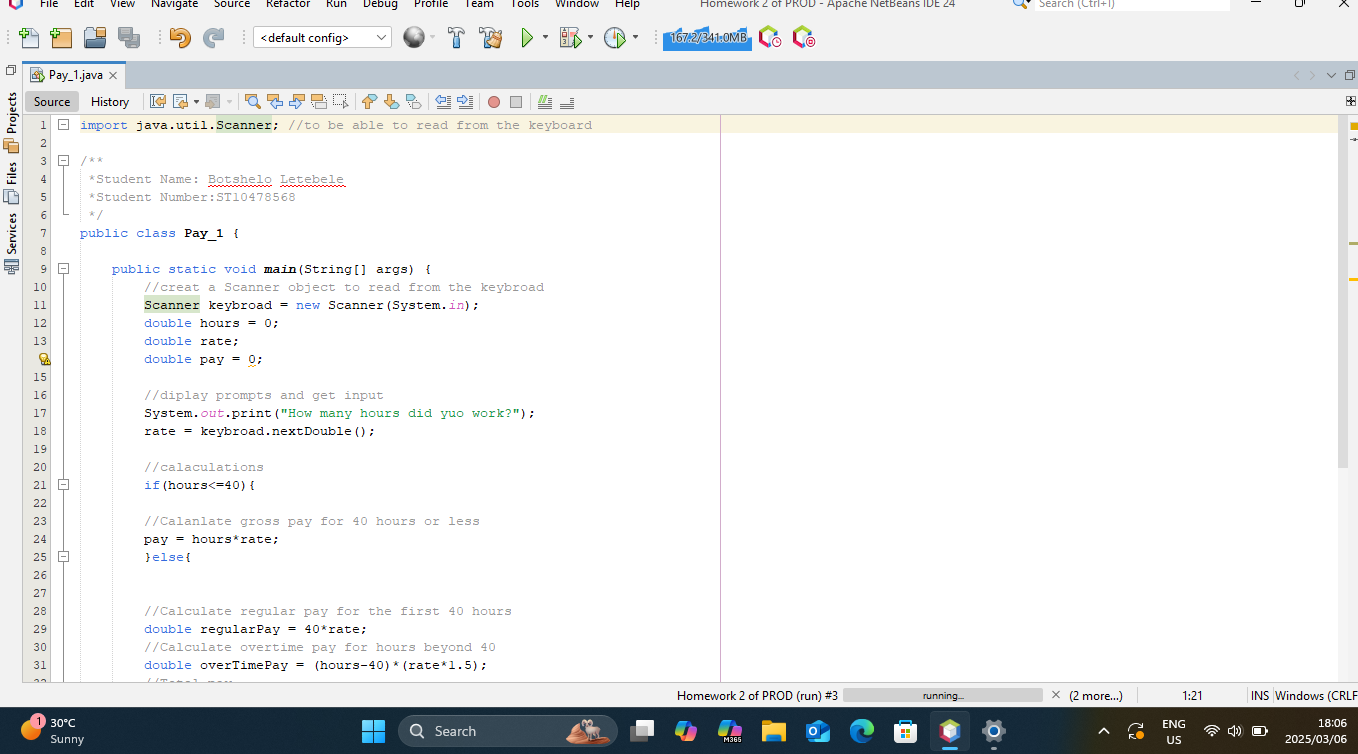 File Edit View Navigate Source Refactor Run Debug Profile Team Tools Window Help Homework 2 of PROD - Apache NetBeans IDE 24 Search (Ctrl+I)
<default config> 167.2/341.0MB
Pay_1.java
Source History
Projects
Files
Services
1 import java.util.Scanner; //to be able to read from the keyboard
2
3 /**
4 *Student Name: Botshelo Letebele
5 *Student Number:ST10478568
6 */
7 public class Pay_1 {
8
9 public static void main(String[] args) {
10 //creat a Scanner object to read from the keybroad
11 Scanner keybroad = new Scanner(System.in);
12 double hours = 0;
13 double rate;
double pay = 0;
15
16 //diplay prompts and get input
17 System.out.print("How many hours did yuo work?");
18 rate = keybroad.nextDouble();
19
20 //calaculations
21 if(hours<=40){
22
23 //Calanlate gross pay for 40 hours or less
24 pay = hours*rate;
25 }else{
26
27
28 //Calculate regular pay for the first 40 hours
29 double regularPay = 40*rate;
30 //Calculate overtime pay for hours beyond 40
31 double overTimePay = (hours-40)*(rate*1.5);
Homework 2 of PROD (run) #3 running... (2 more...) 1:21 INS Windows (CRLF
1 30°C
Sunny
Search
M365
ENG
US
18:06
2025/03/06